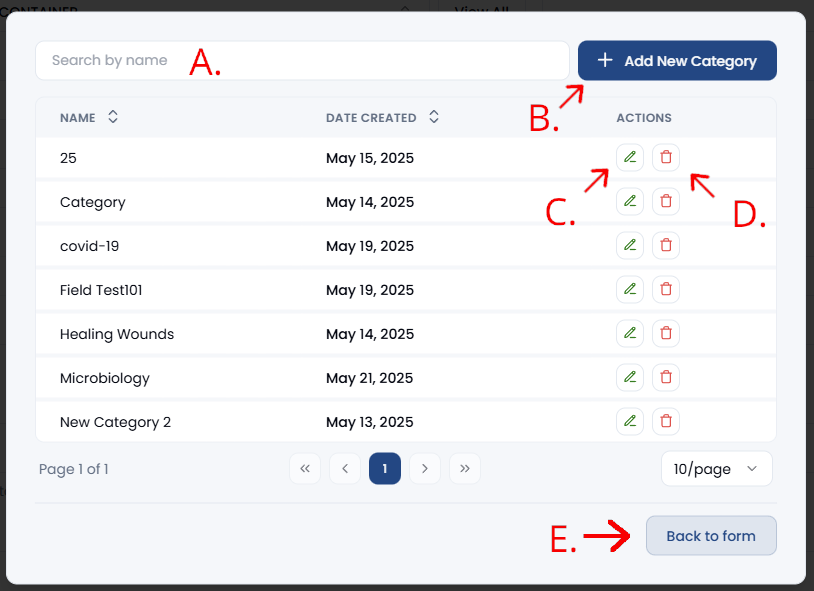 CONTAINER View All
Search by name A. + Add New Category
B.
NAME DATE CREATED ACTIONS
25 May 15, 2025
C.
Category May 14, 2025
D.
covid-19 May 19, 2025
Field Test101 May 19, 2025
Healing Wounds May 14, 2025
Microbiology May 21, 2025
New Category 2 May 13, 2025
Page 1 of 1 « ‹ 1 › » 10/page
E. Back to form